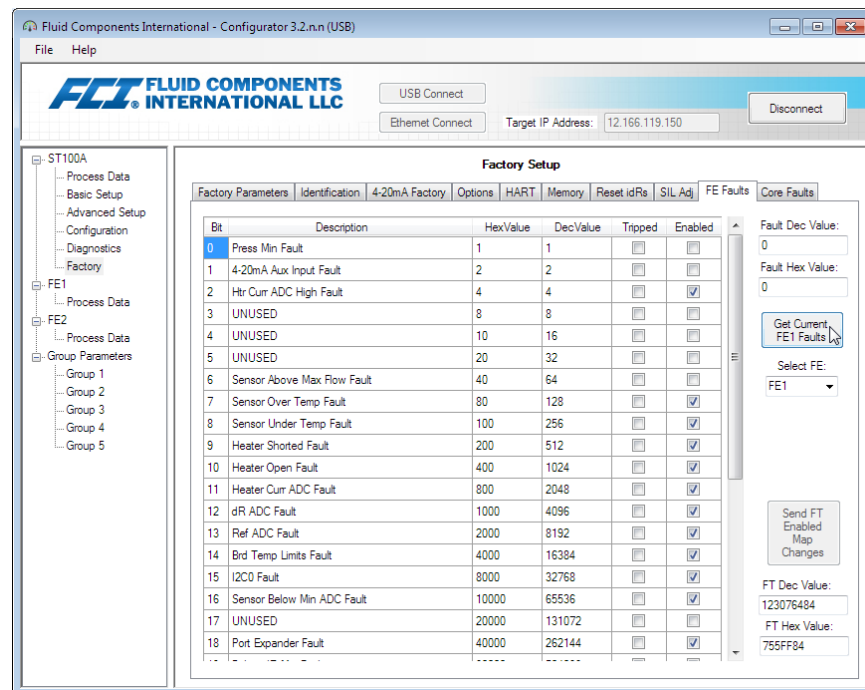 Fluid Components International - Configurator 3.2.n.n (USB)
File Help
FCI FLUID COMPONENTS
® INTERNATIONAL LLC
USB Connect
Ethernet Connect Target IP Address: 12.166.119.150
Disconnect
ST100A
Process Data
Basic Setup
Advanced Setup
Configuration
Diagnostics
Factory
FE1
Process Data
FE2
Process Data
Group Parameters
Group 1
Group 2
Group 3
Group 4
Group 5
Factory Setup
Factory Parameters Identification 4-20mA Factory Options HART Memory Reset idRs SIL Adj FE Faults Core Faults
Bit Description HexValue DecValue Tripped Enabled
0 Press Min Fault 1 1
1 4-20mA Aux Input Fault 2 2
2 Htr Curr ADC High Fault 4 4
3 UNUSED 8 8
4 UNUSED 10 16
5 UNUSED 20 32
6 Sensor Above Max Flow Fault 40 64
7 Sensor Over Temp Fault 80 128
8 Sensor Under Temp Fault 100 256
9 Heater Shorted Fault 200 512
10 Heater Open Fault 400 1024
11 Heater Curr ADC Fault 800 2048
12 dR ADC Fault 1000 4096
13 Ref ADC Fault 2000 8192
14 Brd Temp Limits Fault 4000 16384
15 I2C0 Fault 8000 32768
16 Sensor Below Min ADC Fault 10000 65536
17 UNUSED 20000 131072
18 Port Expander Fault 40000 262144
Fault Dec Value:
0
Fault Hex Value:
0
Get Current
FE1 Faults
Select FE:
FE1
Send FT
Enabled
Map
Changes
FT Dec Value:
123076484
FT Hex Value:
755FF84